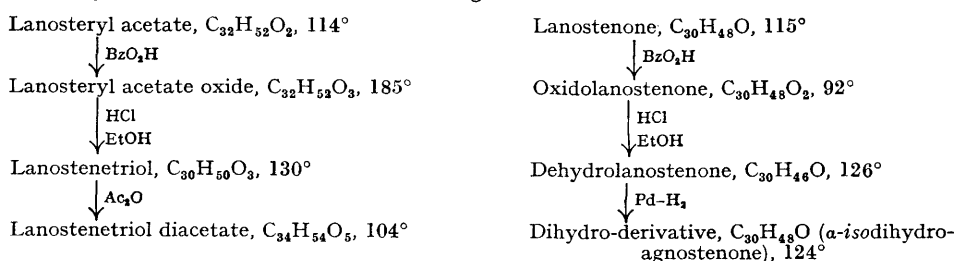 Lanosteryl acetate, C₃₂H₅₂O₂, 114°
BzO₂H
Lanosteryl acetate oxide, C₃₂H₅₂O₃, 185°
HCl
EtOH
Lanostenetriol, C₃₀H₅₀O₃, 130°
Ac₂O
Lanostenetriol diacetate, C₃₄H₅₄O₅, 104°
Lanostenone, C₃₀H₄₈O, 115°
BzO₂H
Oxidolanostenone, C₃₀H₄₈O₂, 92°
HCl
EtOH
Dehydrolanostenone, C₃₀H₄₆O, 126°
Pd–H₂
Dihydro-derivative, C₃₀H₄₈O (α-isodihydro-
agnostenone), 124°